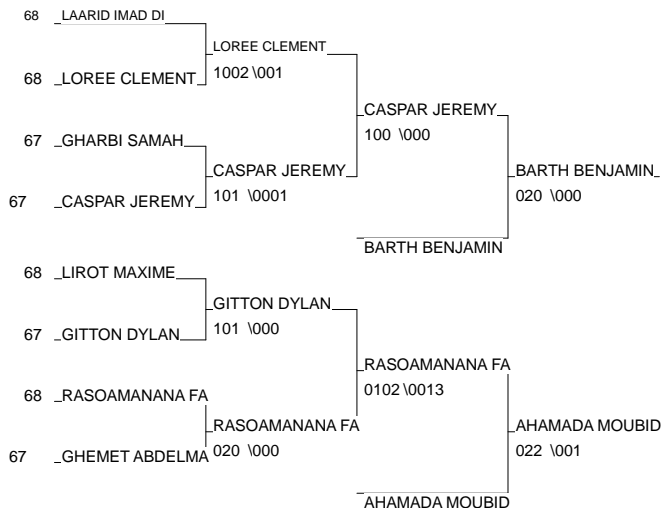 68 LAARID IMAD DI
LOREE CLEMENT
1002 \001
68 LOREE CLEMENT
CASPAR JEREMY
100 \000
67 GHARBI SAMAH
CASPAR JEREMY
101 \0001
BARTH BENJAMIN
020 \000
67 CASPAR JEREMY
BARTH BENJAMIN
68 LIROT MAXIME
GITTON DYLAN
101 \000
67 GITTON DYLAN
RASOAMANANA FA
0102 \0013
68 RASOAMANANA FA
RASOAMANANA FA
020 \000
AHAMADA MOUBID
022 \001
67 GHEMET ABDELMA
AHAMADA MOUBID